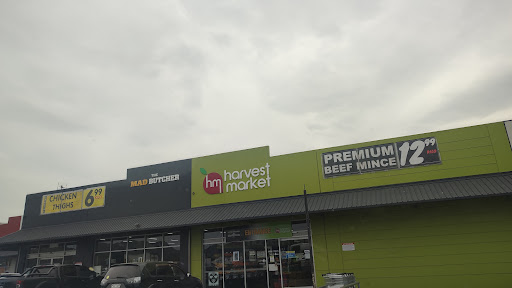 CHICKEN
THIGHS
6.99
THE
MAD BUTCHER
hm
harvest
market
PREMIUM
BEEF MINCE
12.99